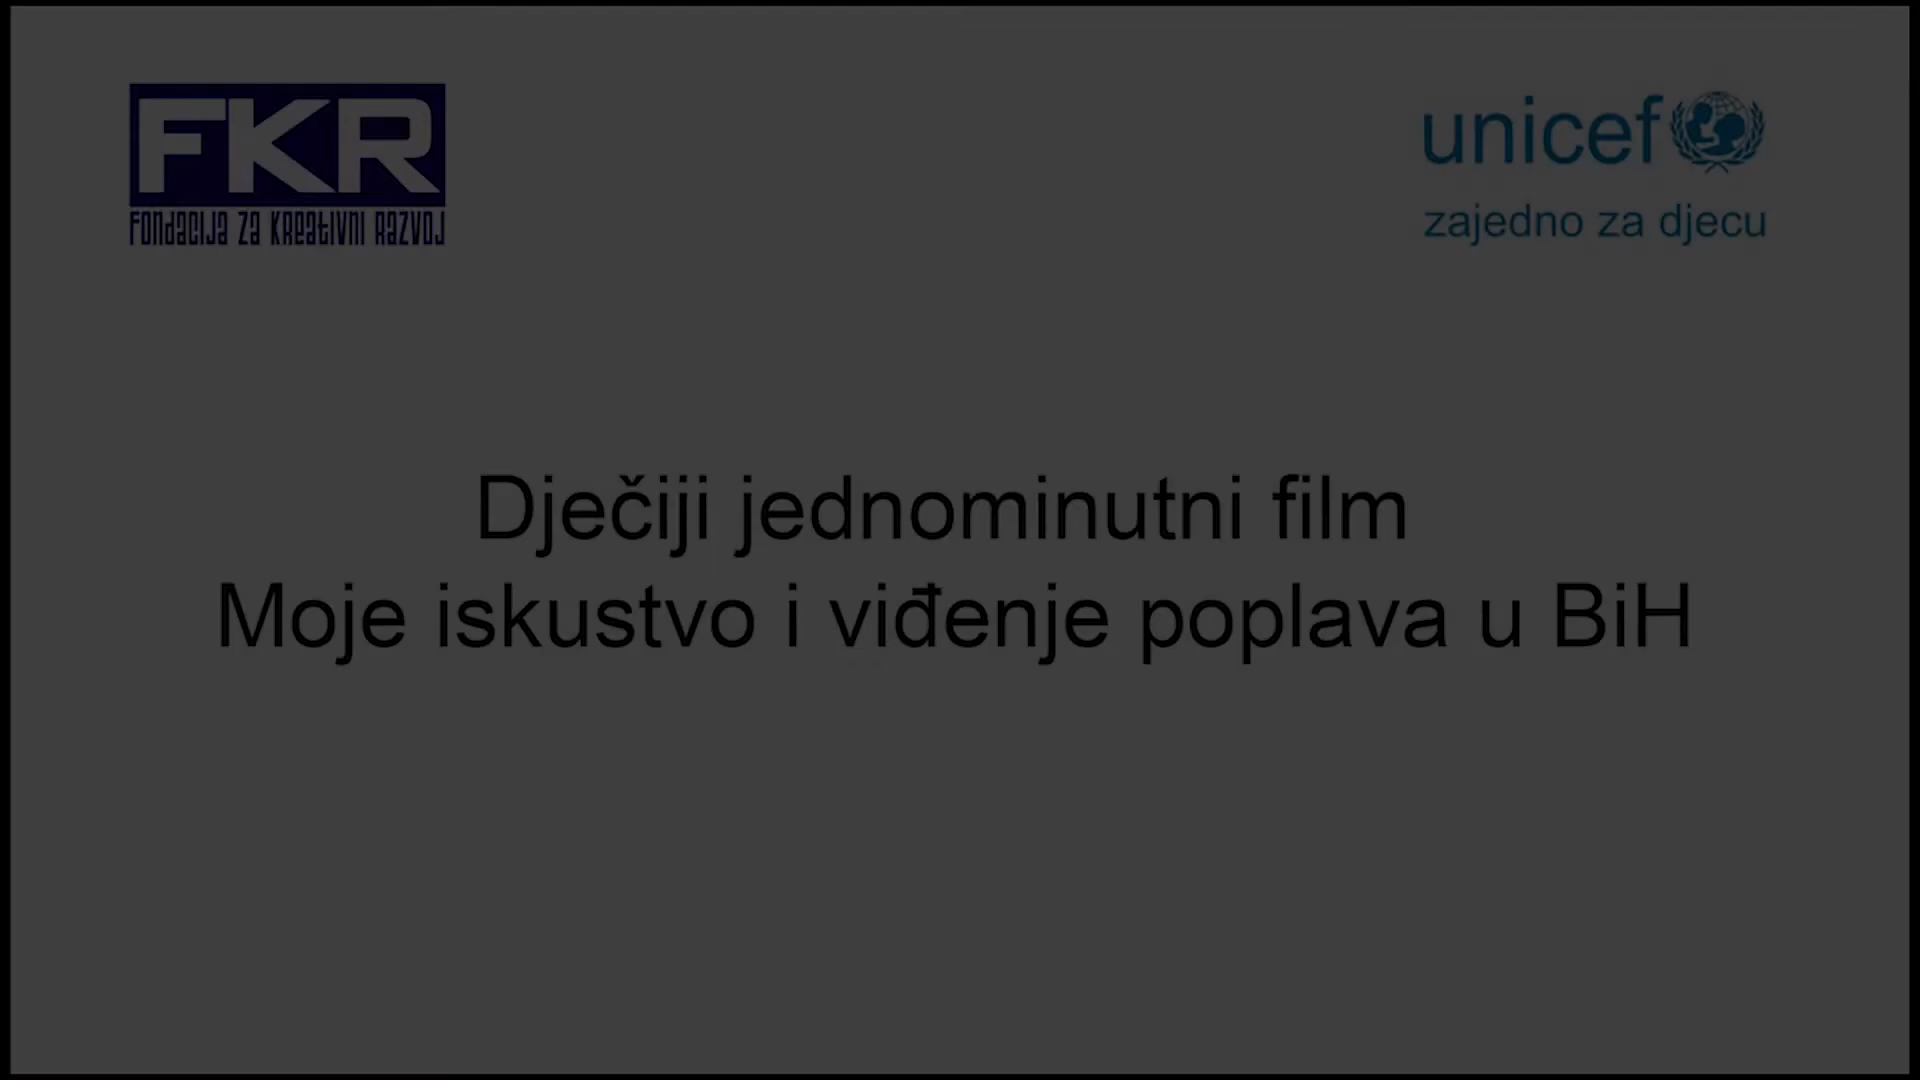 FKR
FONDACIJA ZA KREATIVNI RAZVOJ
unicef
zajedno za djecu
Dječiji jednominutni film
Moje iskustvo i viđenje poplava u BiH